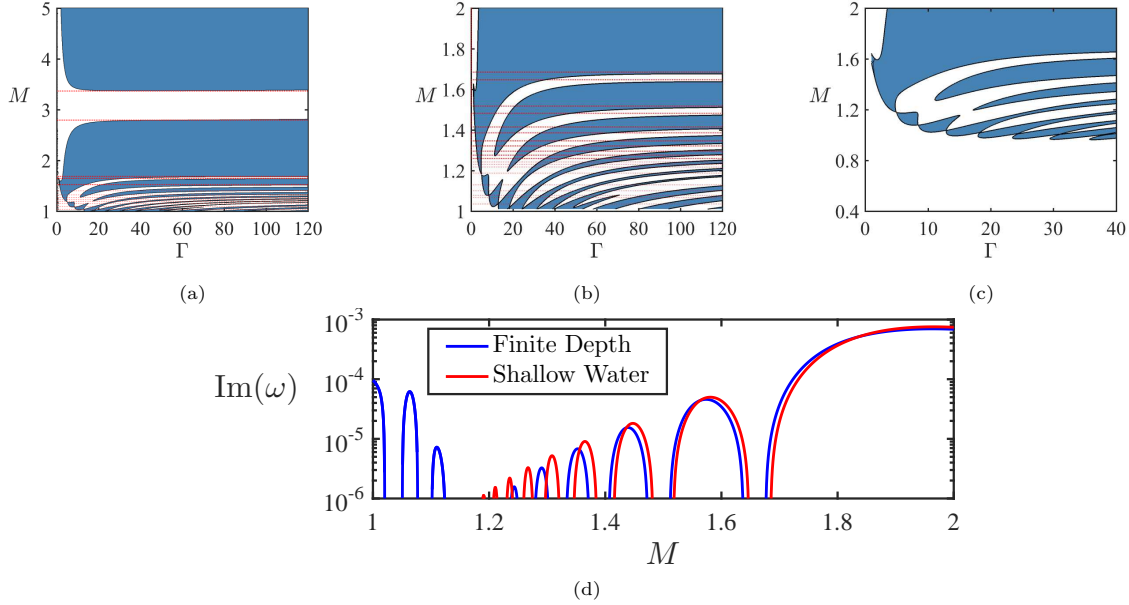 5
4
M
3
2
1
0 20 40 60 80 100 120
Γ
(a)
2
1.8
M
1.6
1.4
1.2
1
0 20 40 60 80 100 120
Γ
(b)
2
1.6
M
1.2
0.8
0.4
0 10 20 30 40
Γ
(c)
10-3
10-4
Im(ω)
10-5
10-6
Finite Depth
Shallow Water
1 1.2 1.4 1.6 1.8 2
M
(d)